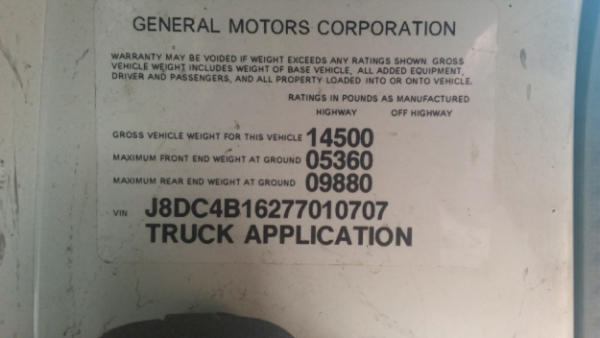 GENERAL MOTORS CORPORATION
WARRANTY MAY BE VOIDED IF WEIGHT EXCEEDS ANY RATINGS SHOWN. GROSS
VEHICLE WEIGHT INCLUDES WEIGHT OF BASE VEHICLE, ALL ADDED EQUIPMENT,
DRIVER AND PASSENGERS, AND ALL PROPERTY LOADED INTO OR ONTO VEHICLE.
RATINGS IN POUNDS AS MANUFACTURED
HIGHWAY OFF HIGHWAY
GROSS VEHICLE WEIGHT FOR THIS VEHICLE 14500
MAXIMUM FRONT END WEIGHT AT GROUND 05360
MAXIMUM REAR END WEIGHT AT GROUND 09880
VIN J8DC4B16277010707
TRUCK APPLICATION